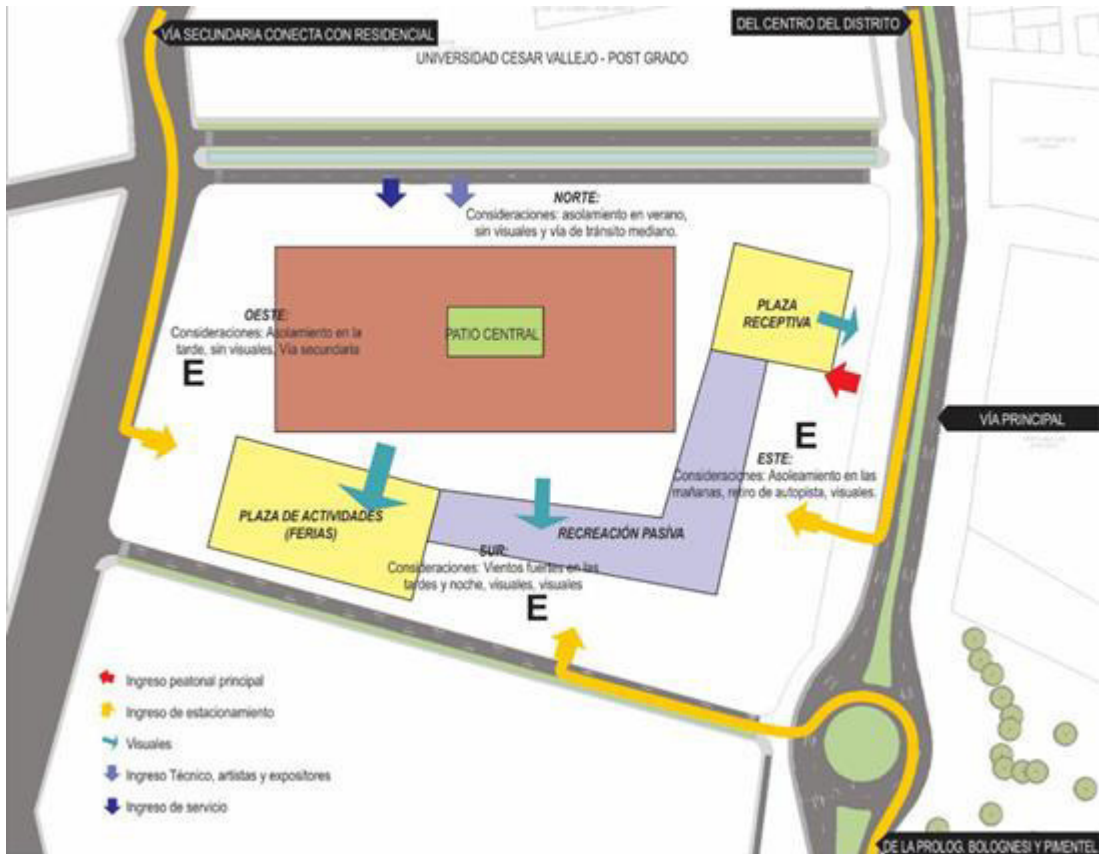 VÍA SECUNDARIA CONECTA CON RESIDENCIAL
DEL CENTRO DEL DISTRITO
UNIVERSIDAD CESAR VALLEJO - POST GRADO
NORTE:
Consideraciones: asolamiento en verano,
sin visuales y vía de tránsito mediano.
OESTE:
Consideraciones: Asolamiento en la
tarde, sin visuales, Vía secundaria
E
PATIO CENTRAL
PLAZA
RECEPTIVA
VÍA PRINCIPAL
E
ESTE:
Consideraciones: Asoleamiento en las
mañanas, retiro de autopista, visuales.
PLAZA DE ACTIVIDADES
(FERIAS)
RECREACIÓN PASÍVA
SUR:
Consideraciones: Vientos fuertes en las
tardes y noche, visuales, visuales
E
Ingreso peatonal principal
Ingreso de estacionamiento
Visuales
Ingreso Técnico, artistas y expositores
Ingreso de servicio
DE LA PROLOG. BOLOGNESI Y PIMENTEL